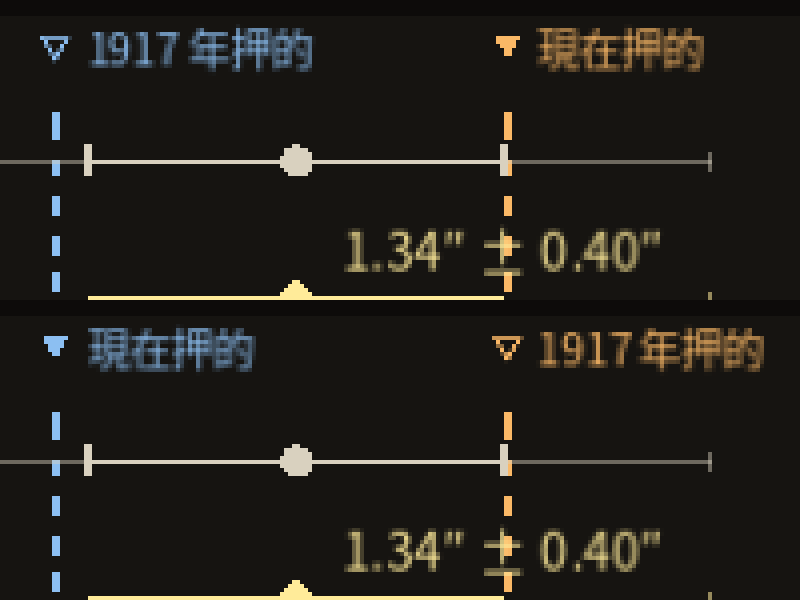 1917 年押的 現在押的
1.34" ± 0.40"
現在押的 1917 年押的
1.34" ± 0.40"